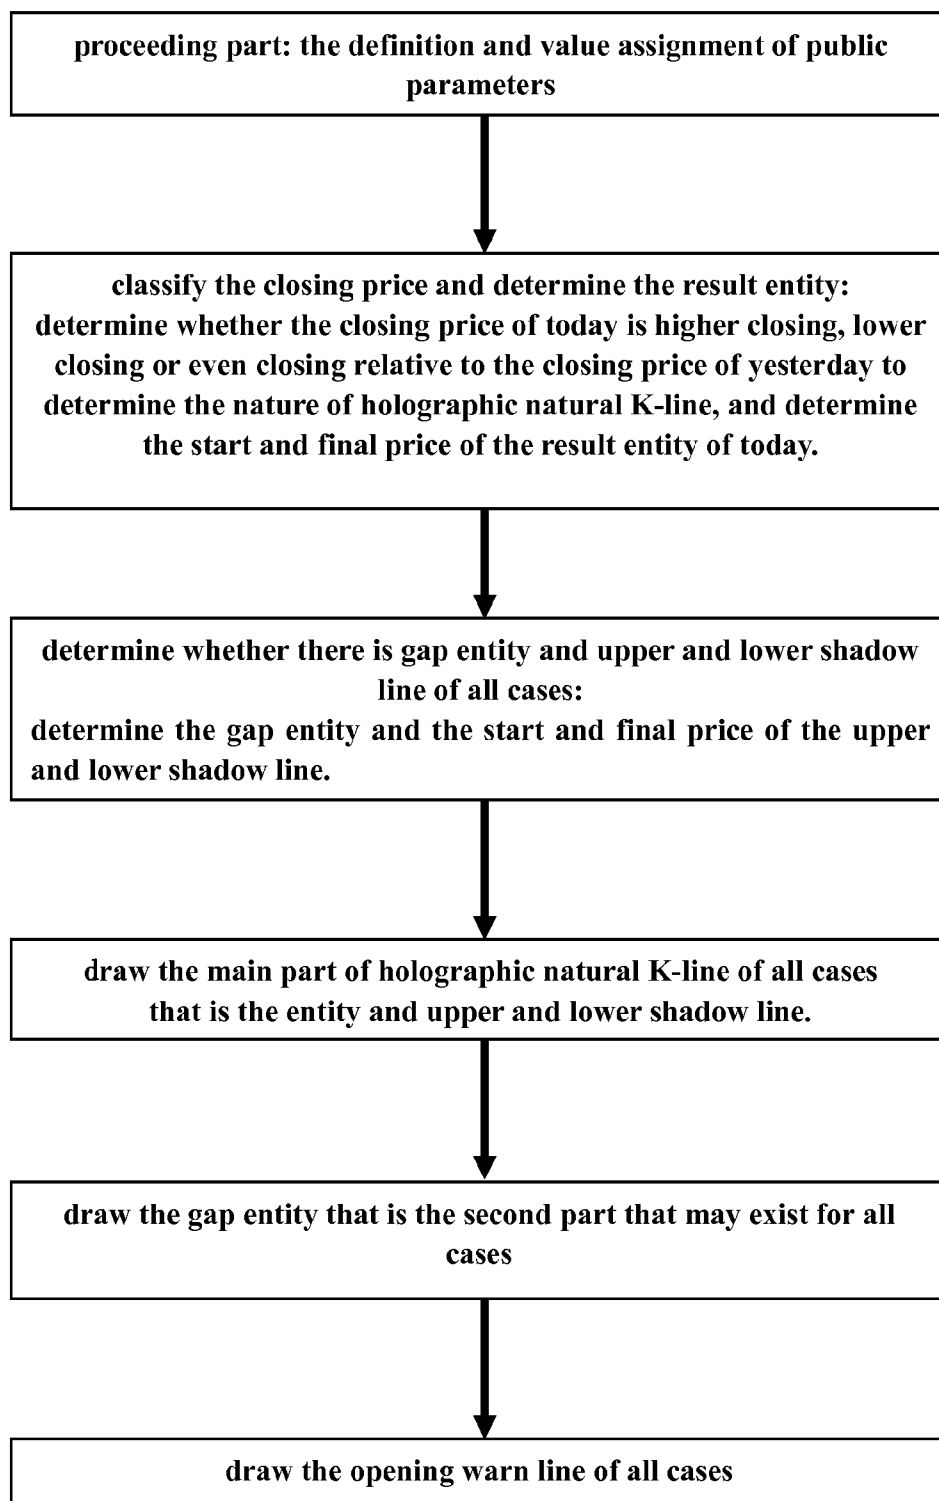 proceeding part: the definition and value assignment of public
parameters
classify the closing price and determine the result entity:
determine whether the closing price of today is higher closing, lower
closing or even closing relative to the closing price of yesterday to
determine the nature of holographic natural K-line, and determine
the start and final price of the result entity of today.
determine whether there is gap entity and upper and lower shadow
line of all cases:
determine the gap entity and the start and final price of the upper
and lower shadow line.
draw the main part of holographic natural K-line of all cases
that is the entity and upper and lower shadow line.
draw the gap entity that is the second part that may exist for all
cases
draw the opening warn line of all cases